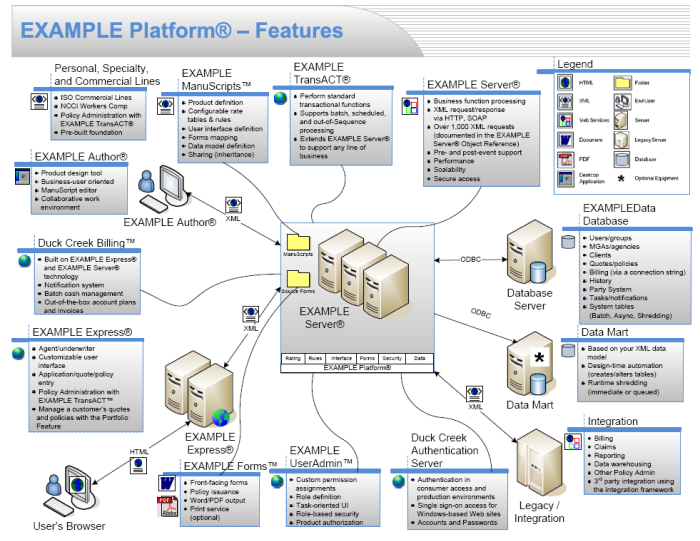 EXAMPLE Platform® – Features
Personal, Specialty,
and Commercial Lines
ISO Commercial Lines
NCCI Workers Comp
Policy Administration with
EXAMPLE TransACT®
Pre-built foundation
EXAMPLE
ManuScripts™
Product definition
Configurable rate
tables & rules
User interface definition
Forms mapping
Data model definition
Sharing (inheritance)
EXAMPLE
TransACT®
Perform standard
transactional functions
Supports batch, scheduled,
and out-of-Sequence
processing
Extends EXAMPLE Server®
to support any line of
business
EXAMPLE Server®
Business function processing
XML request/response
via HTTP, SOAP
Over 1,000 XML requests
(documented in the EXAMPLE
Server® Object Reference)
Pre- and post-event support
Performance
Scalability
Secure access
Legend
HTML
Folder
XML
End User
Web Services
Server
Document
Legacy Server
PDF
Database
Desktop
Application
* Optional Equipment
EXAMPLE Author®
Product design tool
Business-user oriented
ManuScript editor
Collaborative work
environment
EXAMPLE Author®
XML
Duck Creek Billing™
Built on EXAMPLE Express®
and EXAMPLE Server®
technology
Notification system
Batch cash management
Out-of-the-box account plans
and invoices
XML
ManuScripts
Source Forms
EXAMPLE
Server®
Rating Rules Interface Forms Security Data
EXAMPLE Platform®
ODBC
Database
Server
EXAMPLEData
Database
Users/groups
MGAs/agencies
Clients
Quotes/policies
Billing (via a connection string)
History
Party System
Tasks/notifications
System tables
(Batch, Async, Shredding)
ODBC
*
Data Mart
Data Mart
Based on your XML data
model
Design-time automation
(creates/alters tables)
Runtime shredding
(immediate or queued)
EXAMPLE Express®
Agent/underwriter
Customizable user
interface
Application/quote/policy
entry
Policy Administration with
EXAMPLE TransACT™
Manage a customer's quotes
and policies with the Portfolio
Feature
EXAMPLE
Express®
HTML
User's Browser
EXAMPLE Forms™
Front-facing forms
Policy issuance
Word/PDF output
Print service
(optional)
PDF
Adobe
EXAMPLE
UserAdmin™
Custom permission
assignments
Role definition
Task-oriented UI
Role-based security
Product authorization
Duck Creek
Authentication
Server
Authentication in
consumer access and
production environments
Single sign-on access for
Windows-based Web sites
Accounts and Passwords
XML
Legacy /
Integration
Integration
Billing
Claims
Reporting
Data warehousing
Other Policy Admin
3rd party integration using
the integration framework